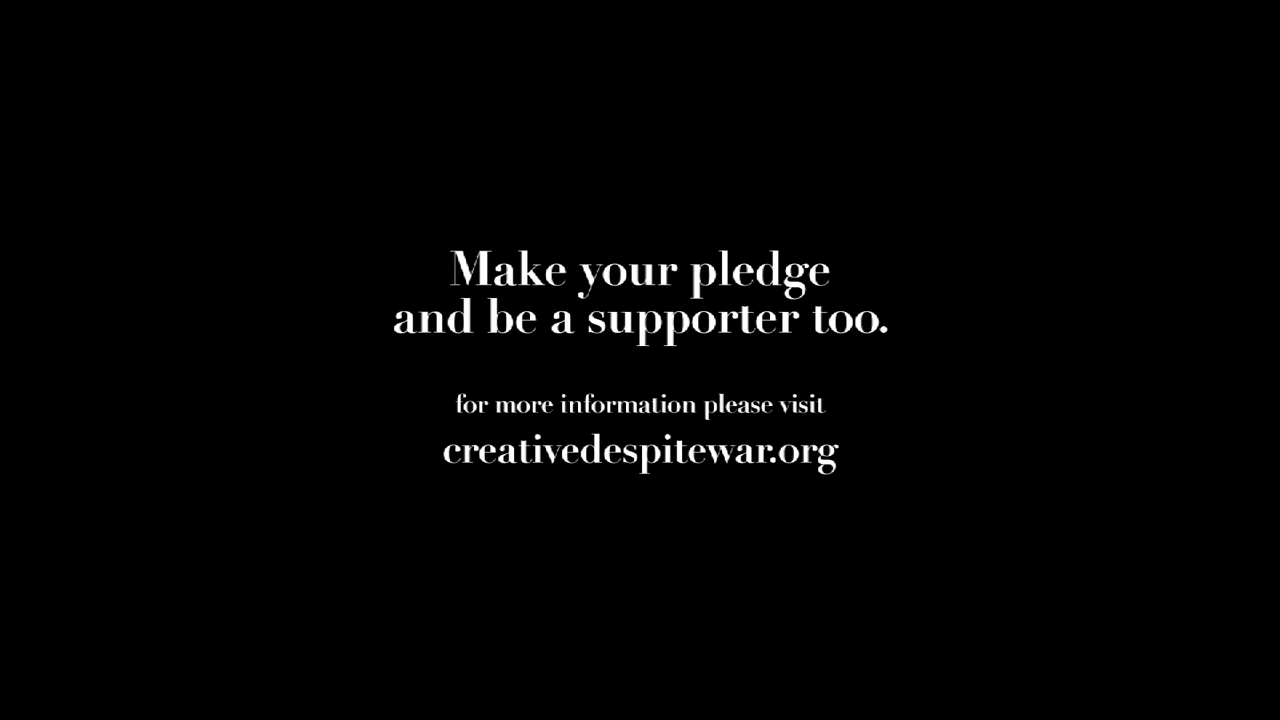 Make your pledge
and be a supporter too.
for more information please visit
creativedespitewar.org